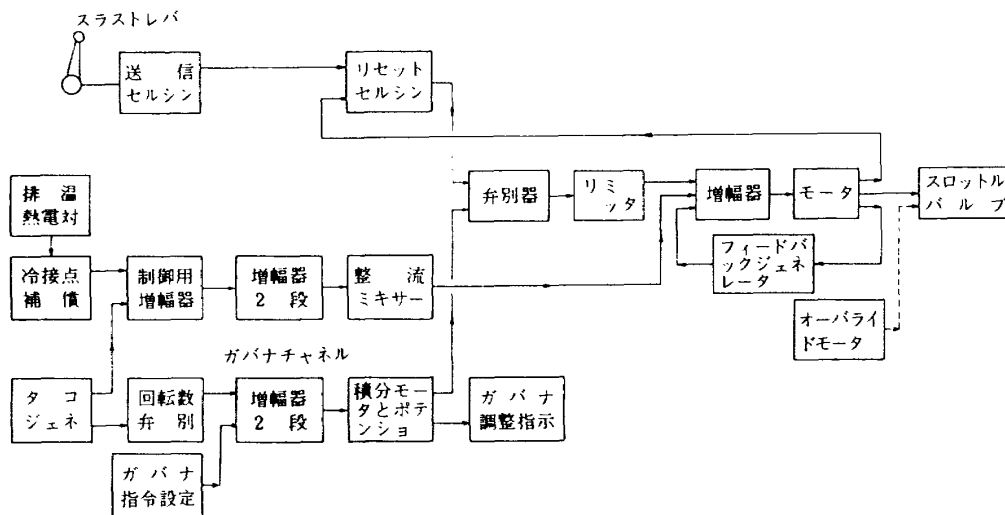 スラストレバ
送信
セルシン
リセット
セルシン
排温
熱電対
弁別器
リミ
ッタ
増幅器
モータ
スロットル
バルブ
フィードバ
ックジェネ
レータ
冷接点
補償
制御用
増幅器
増幅器
2段
整流
ミキサー
オーバライ
ドモータ
ガバナチャネル
タコ
ジェネ
回転数
弁別
増幅器
2段
積分モー
タとポテ
ンショ
ガバナ
調整指示
ガバナ
指令設定